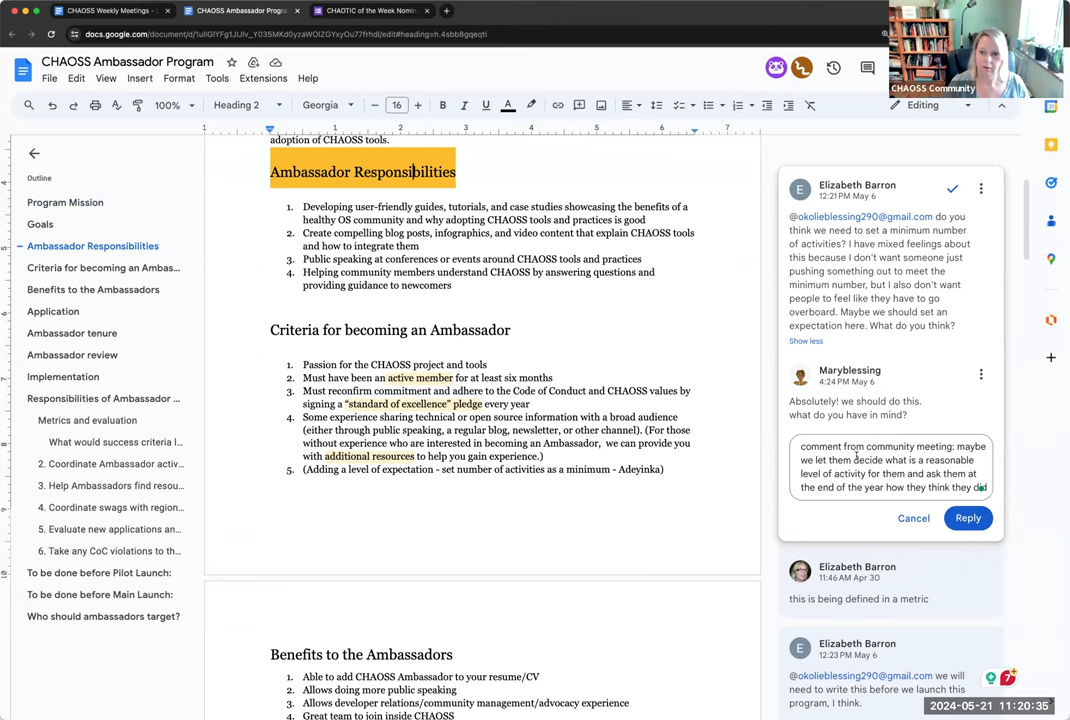 CHAOSS Weekly Meetings -
CHAOSS Ambassador Progr
CHAOTIC of the Week Nomin
CHAOSS Ambassador Program
File Edit View Insert Format Tools Extensions Help
100% Heading 2 Georgia 16 B I U A Editing
CHAOSS Community
1 1 2 3 4 5 6 7
Outline
Program Mission
Goals
Ambassador Responsibilities
Criteria for becoming an Ambas...
Benefits to the Ambassadors
Application
Ambassador tenure
Ambassador review
Implementation
Responsibilities of Ambassador ...
Metrics and evaluation
What would success criteria l...
2. Coordinate Ambassador activ...
3. Help Ambassadors find resou...
4. Coordinate swags with region...
5. Evaluate new applications an...
6. Take any CoC violations to th...
To be done before Pilot Launch:
To be done before Main Launch:
Who should ambassadors target?
adoption of CHAOSS tools.
Ambassador Responsibilities
1. Developing user-friendly guides, tutorials, and case studies showcasing the benefits of a
healthy OS community and why adopting CHAOSS tools and practices is good
2. Create compelling blog posts, infographics, and video content that explain CHAOSS tools
and how to integrate them
3. Public speaking at conferences or events around CHAOSS tools and practices
4. Helping community members understand CHAOSS by answering questions and
providing guidance to newcomers
Criteria for becoming an Ambassador
1. Passion for the CHAOSS project and tools
2. Must have been an active member for at least six months
3. Must reconfirm commitment and adhere to the Code of Conduct and CHAOSS values by
signing a “standard of excellence” pledge every year
4. Some experience sharing technical or open source information with a broad audience
(either through public speaking, a regular blog, newsletter, or other channel). (For those
without experience who are interested in becoming an Ambassador, we can provide you
with additional resources to help you gain experience.)
5. (Adding a level of expectation - set number of activities as a minimum - Adeyinka)
Benefits to the Ambassadors
1. Able to add CHAOSS Ambassador to your resume/CV
2. Allows doing more public speaking
3. Allows developer relations/community management/advocacy experience
4. Great team to join inside CHAOSS
E Elizabeth Barron
12:21 PM May 6
@okolieblessing290@gmail.com do you
think we need to set a minimum number
of activities? I have mixed feelings about
this because I don't want someone just
pushing something out to meet the
minimum number, but I also don't want
people to feel like they have to go
overboard. Maybe we should set an
expectation here. What do you think?
Show less
Maryblessing
4:24 PM May 6
Absolutely! we should do this.
what do you have in mind?
comment from community meeting: maybe
we let them decide what is a reasonable
level of activity for them and ask them at
the end of the year how they think they did
Cancel Reply
Elizabeth Barron
11:46 AM Apr 30
this is being defined in a metric
E Elizabeth Barron
12:23 PM May 6
@okolieblessing290@gmail.com we will
need to write this before we launch this
program, I think.
7
2024-05-21 11:20:35